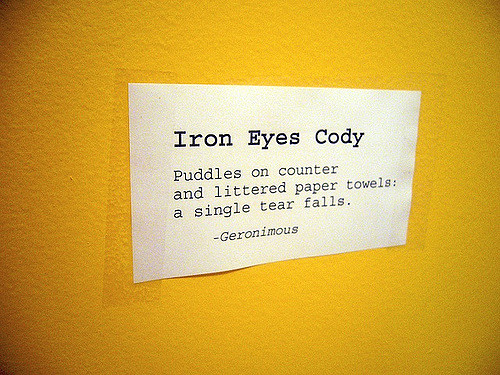 Iron Eyes Cody
Puddles on counter
and littered paper towels:
a single tear falls.
-Geronimous